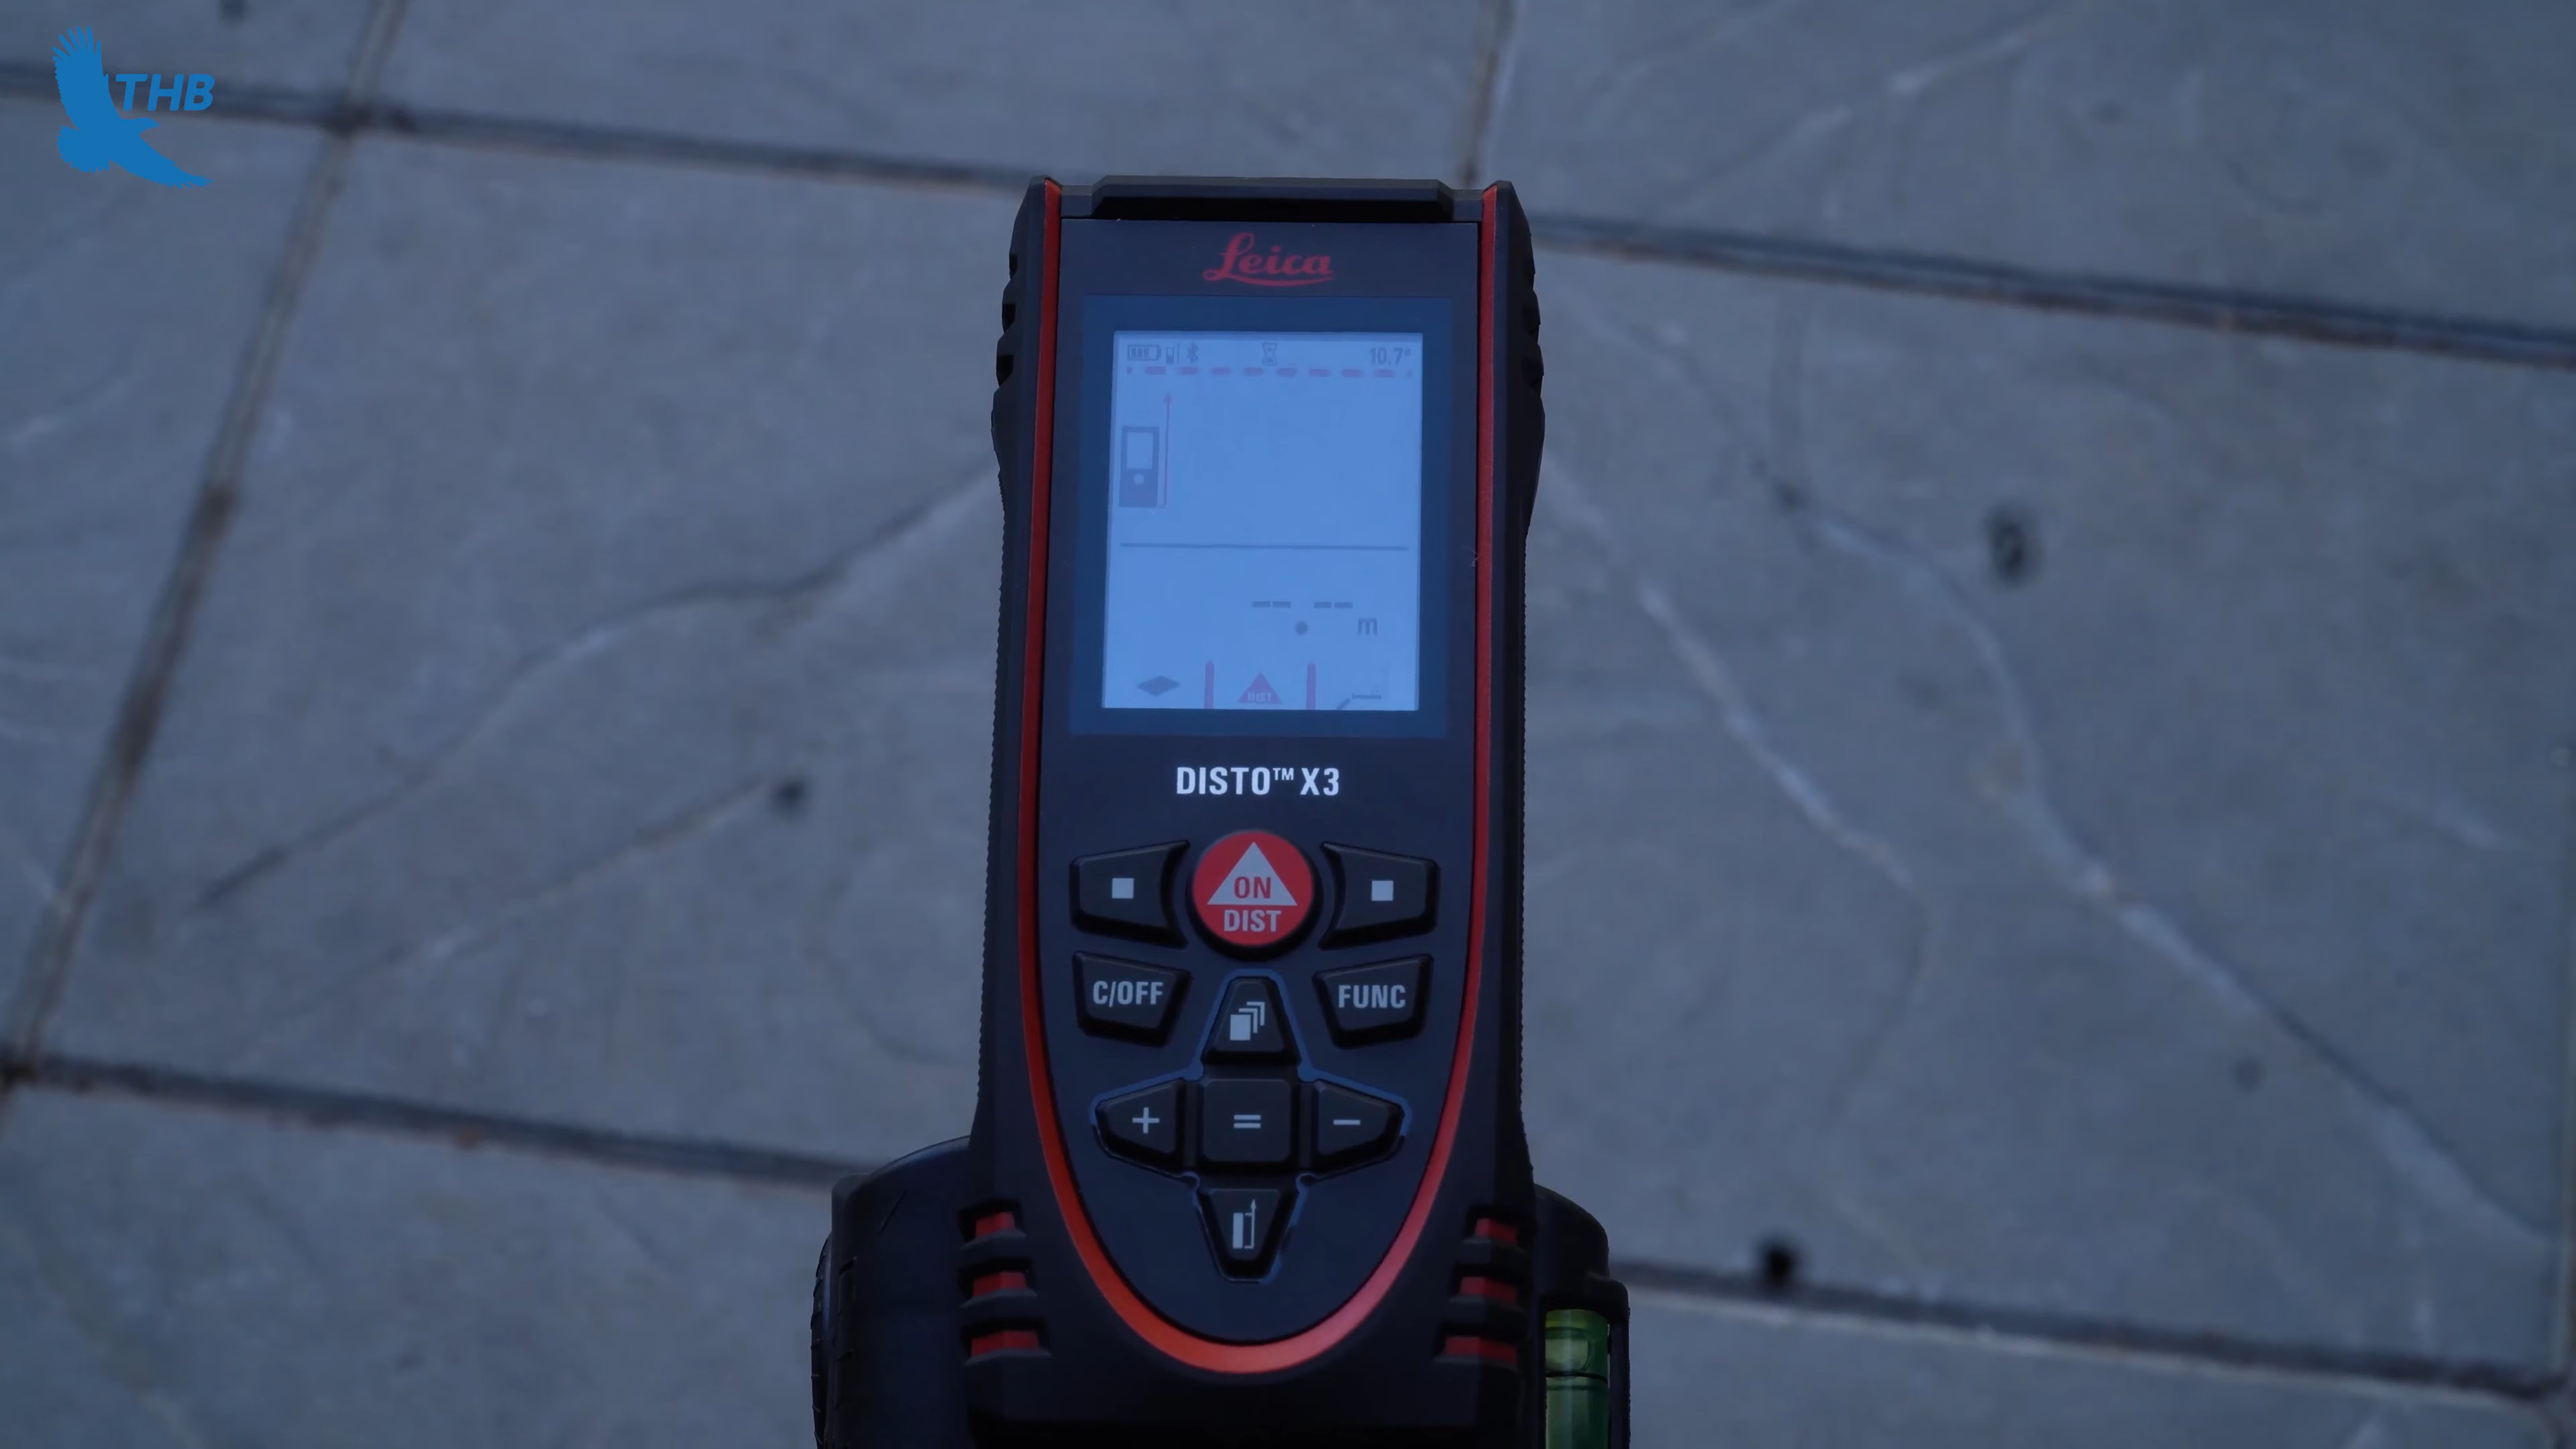 THB
Leica
10.7°
m
DIST
DISTO™ X3
ON
DIST
C/OFF
FUNC
+
=
−